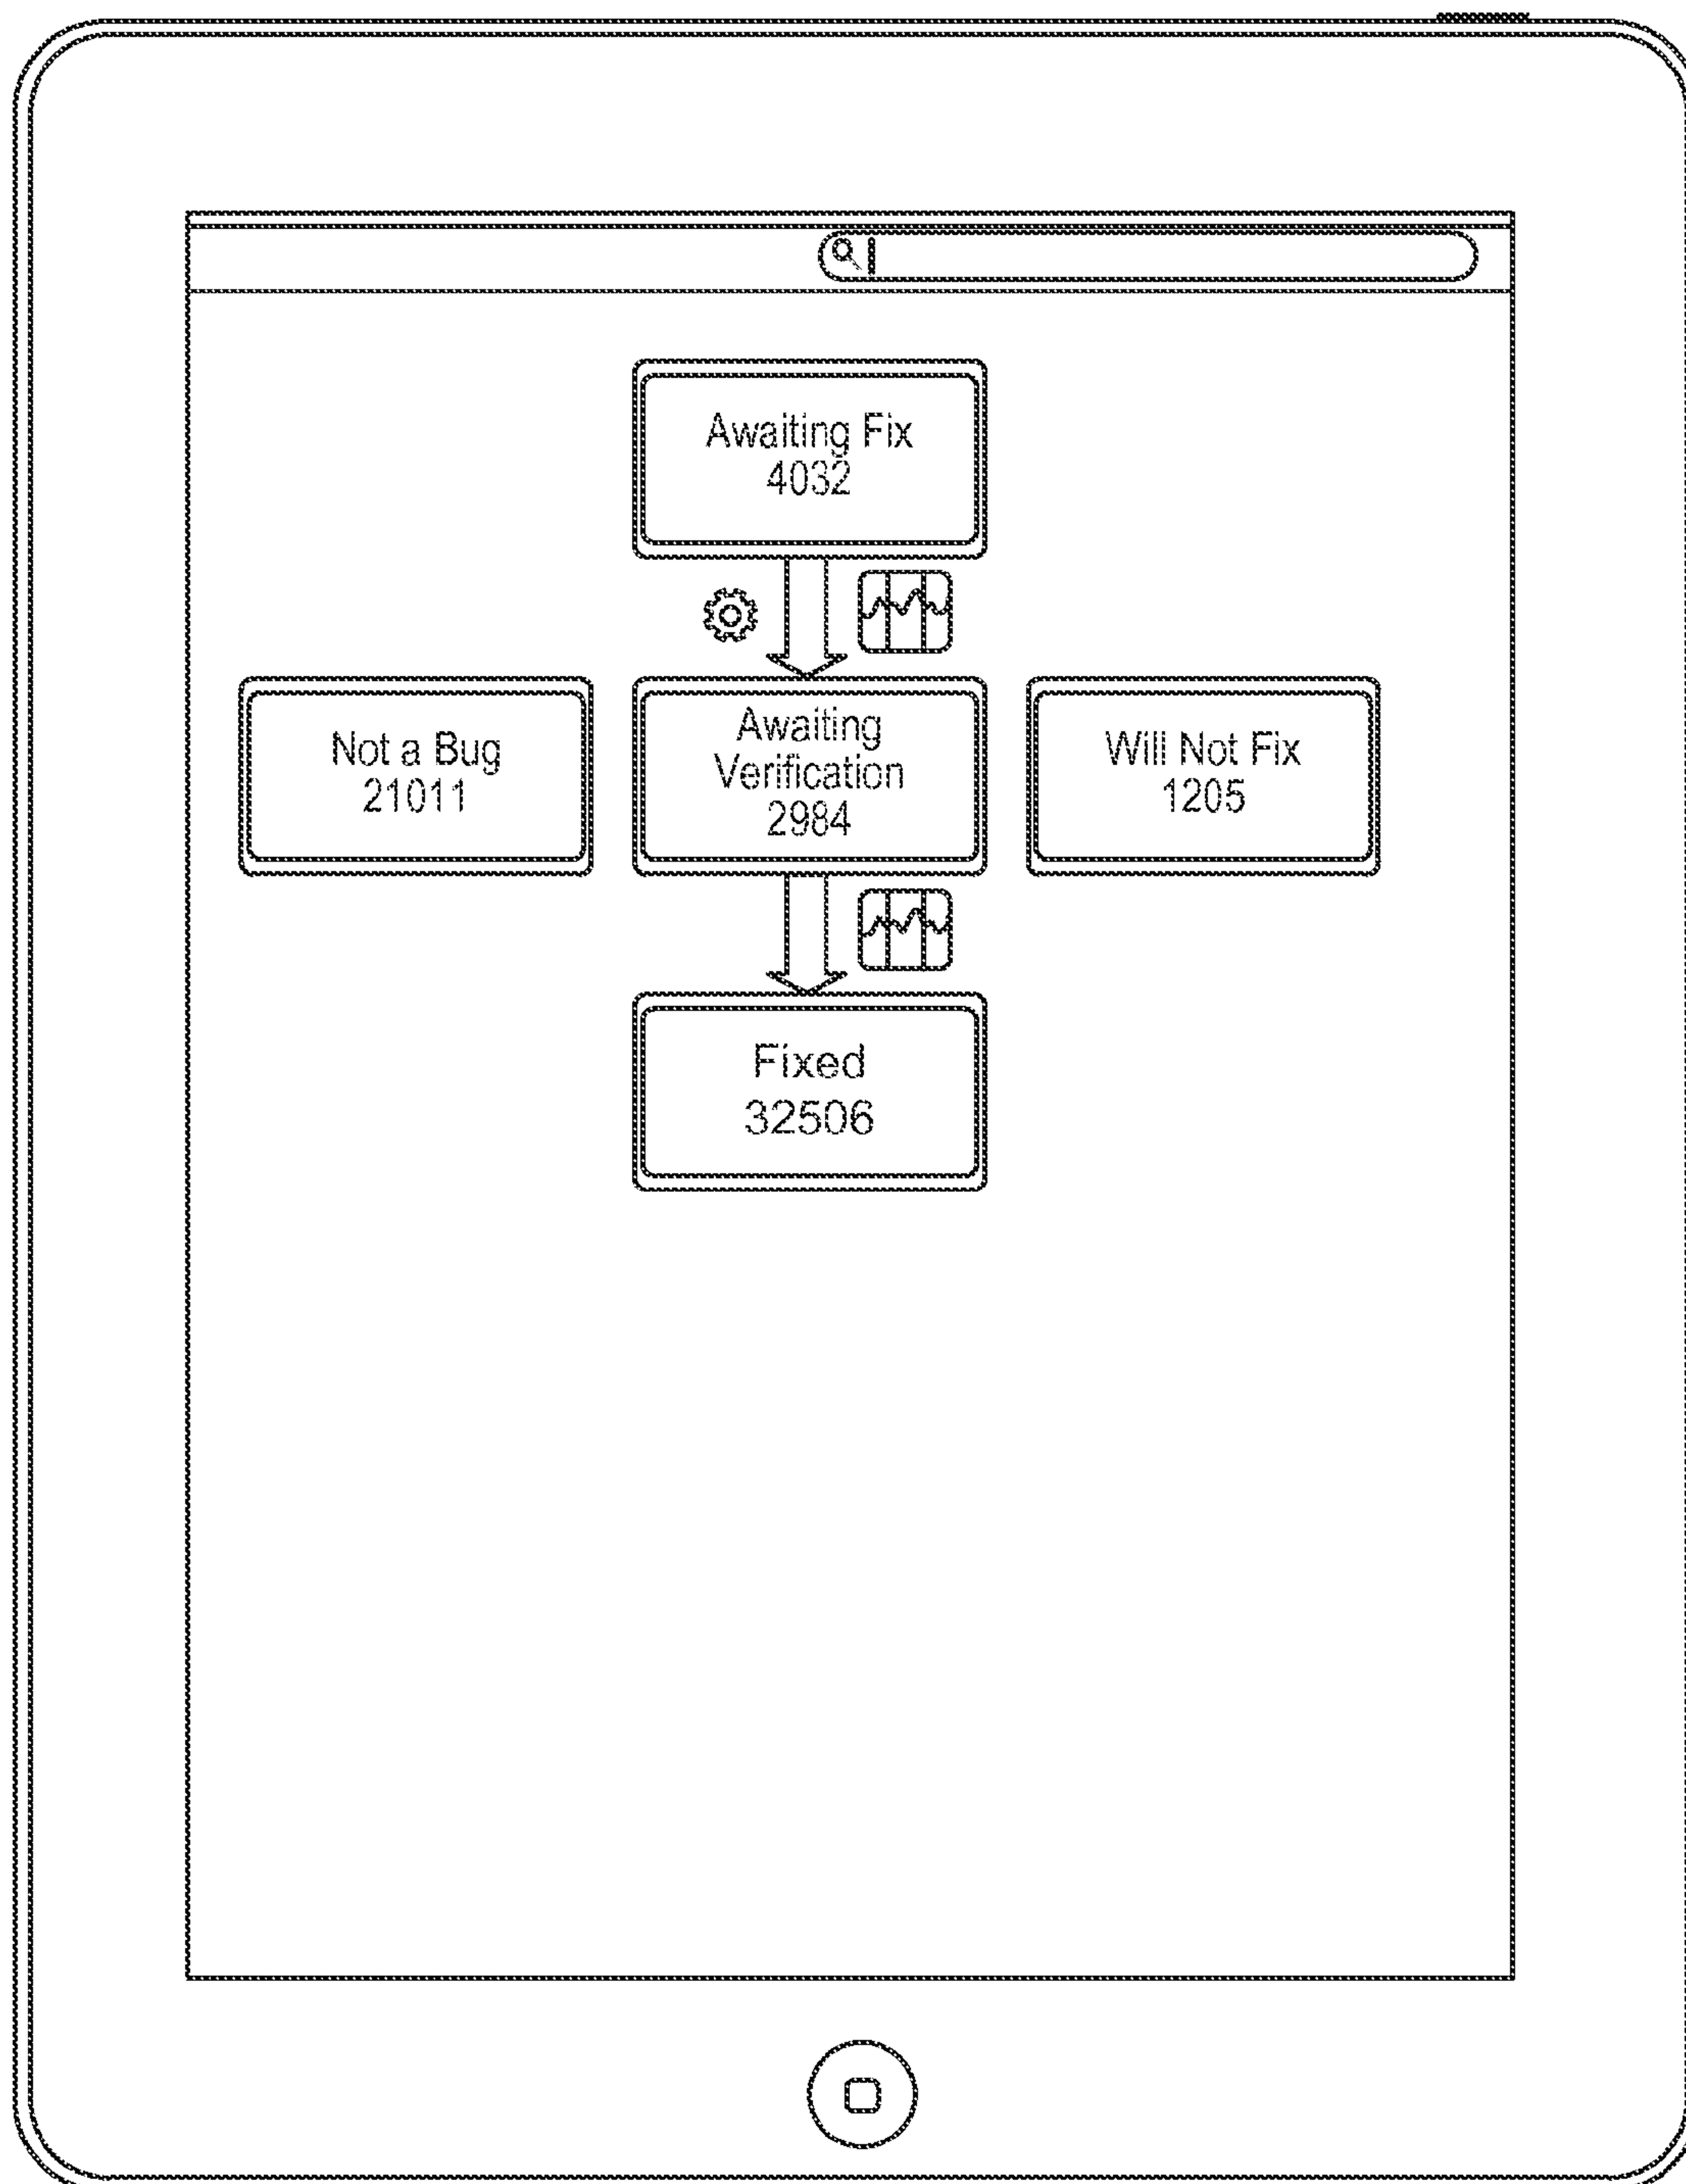 Awaiting Fix
4032
Not a Bug
21011
Awaiting
Verification
2984
Will Not Fix
1205
Fixed
32506